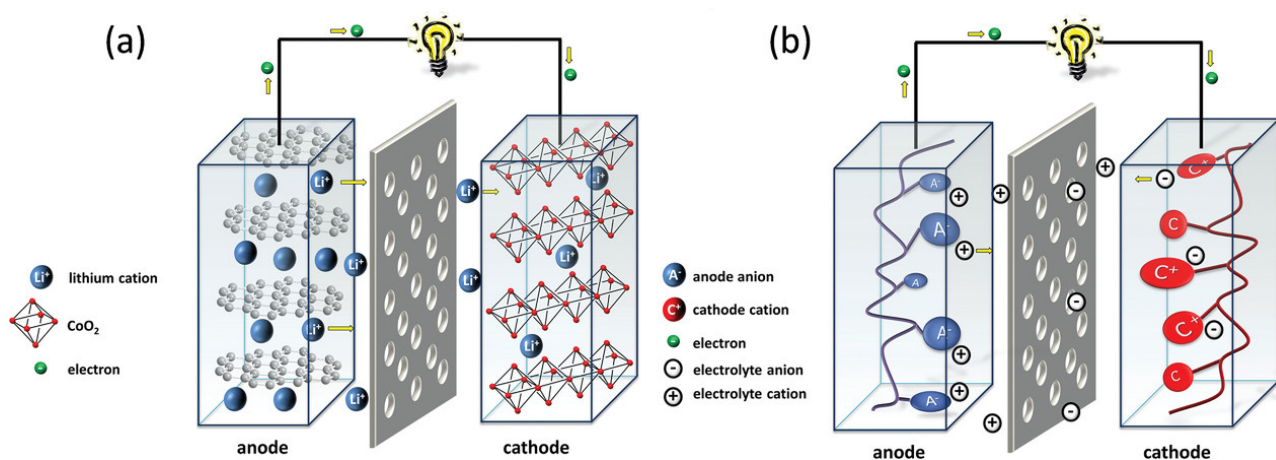 (a)
Li⁺
Li⁺
Li⁺
Li⁺
Li⁺
Li⁺
Li⁺
Li⁺
Li⁺
Li⁺ lithium cation
CoO₂
- electron
anode
cathode
(b)
A⁻
A⁻
A
A⁻
A⁻
C⁺
C
C⁺
C⁺
C
A⁻ anode anion
C⁺ cathode cation
- electron
- electrolyte anion
+ electrolyte cation
anode
cathode